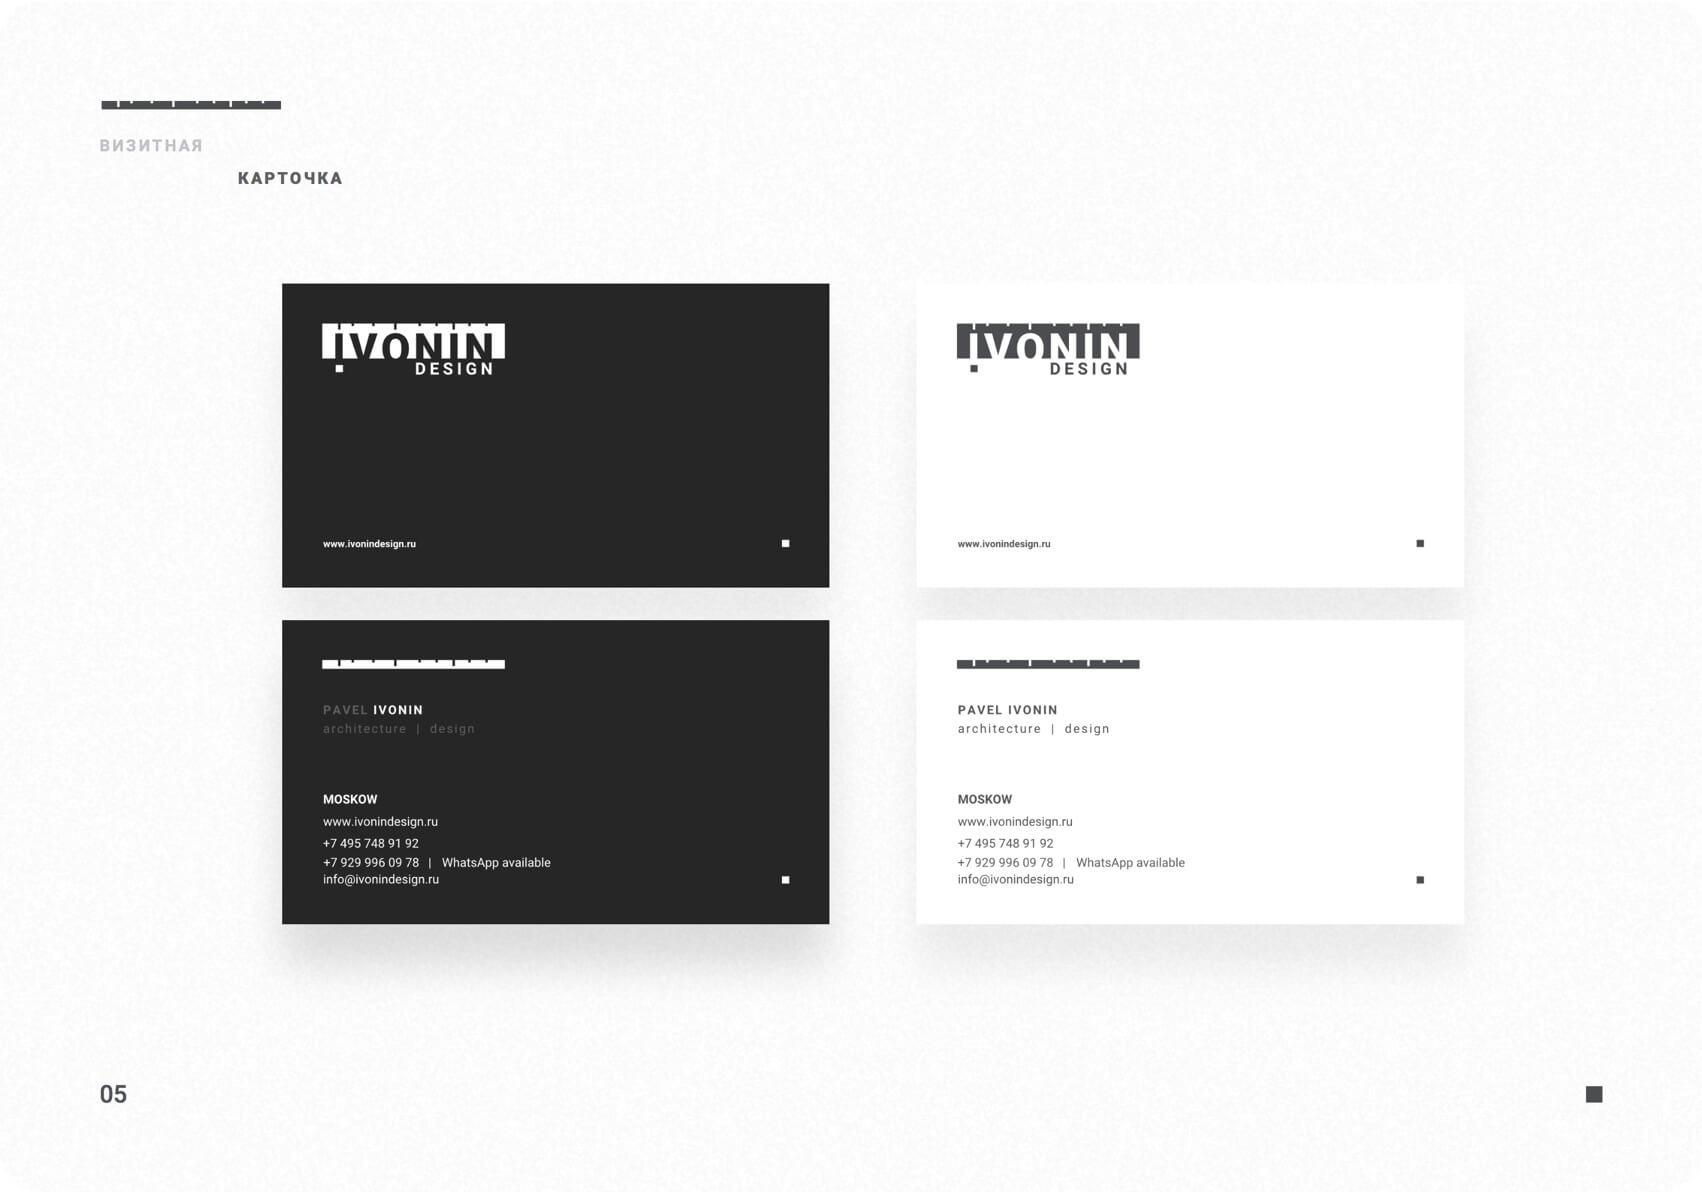 ВИЗИТНАЯ
КАРТОЧКА
iVONIN
DESIGN
www.ivonindesign.ru
iVONIN
DESIGN
www.ivonindesign.ru
PAVEL IVONIN
architecture | design
MOSKOW
www.ivonindesign.ru
+7 495 748 91 92
+7 929 996 09 78 | WhatsApp available
info@ivonindesign.ru
PAVEL IVONIN
architecture | design
MOSKOW
www.ivonindesign.ru
+7 495 748 91 92
+7 929 996 09 78 | WhatsApp available
info@ivonindesign.ru
05